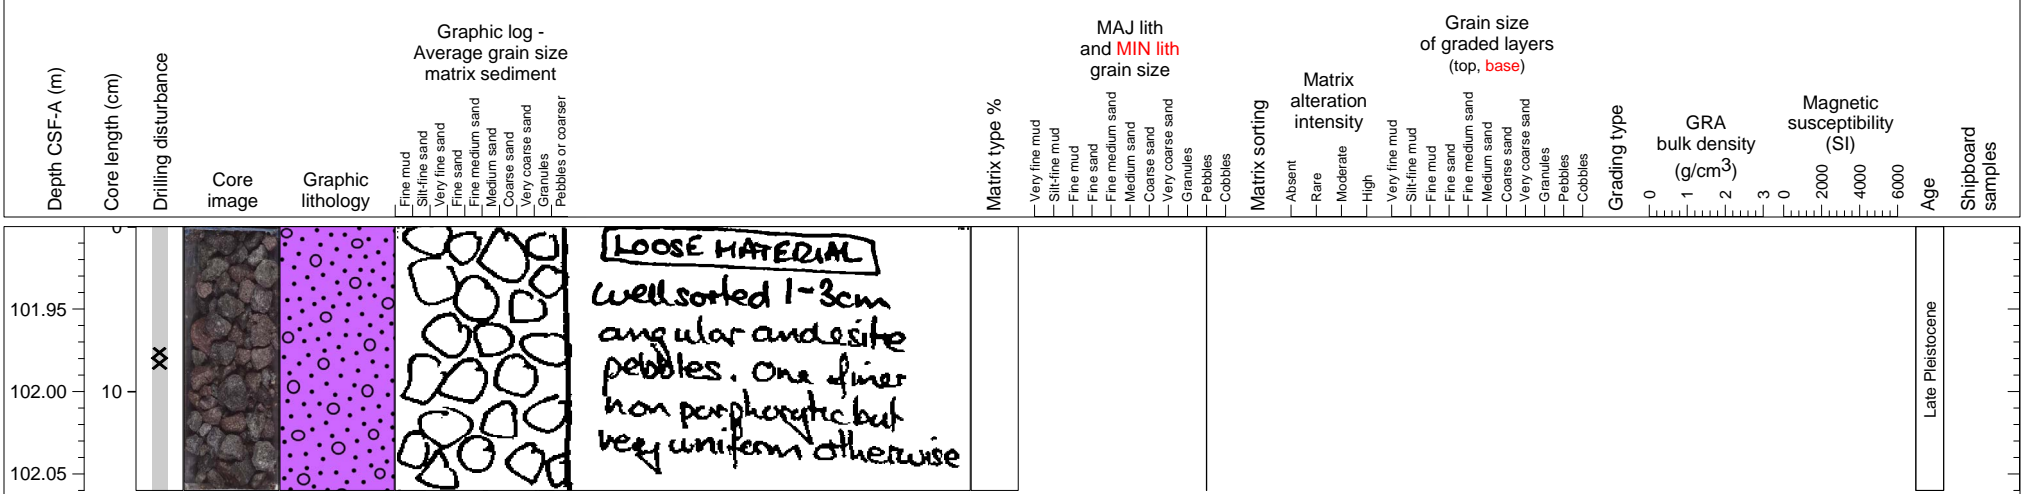 Depth CSF-A (m)
Core length (cm)
Drilling disturbance
Core
image
Graphic
lithology
Graphic log -
Average grain size
matrix sediment
Fine mud
Silt-fine sand
Very fine sand
Fine sand
Fine medium sand
Medium sand
Coarse sand
Very coarse sand
Granules
Pebbles or coarser
Matrix type %
MAJ lith
and MIN lith
grain size
Very fine mud
Silt-fine mud
Fine mud
Fine sand
Fine medium sand
Medium sand
Coarse sand
Very coarse sand
Granules
Pebbles
Cobbles
Matrix sorting
Matrix
alteration
intensity
Absent
Rare
Moderate
High
Grain size
of graded layers
(top, base)
Very fine mud
Silt-fine mud
Fine mud
Fine sand
Fine medium sand
Medium sand
Coarse sand
Very coarse sand
Granules
Pebbles
Cobbles
Grading type
GRA
bulk density
(g/cm3)
0 1 2 3
Magnetic
susceptibility
(SI)
0 2000 4000 6000
Age
Shipboard
samples
101.95
102.00
102.05
0
10
LOOSE MATERIAL
well sorted 1-3cm
angular andesite
pebbles. One finer
non porphorytic but
very uniform otherwise
Late Pleistocene